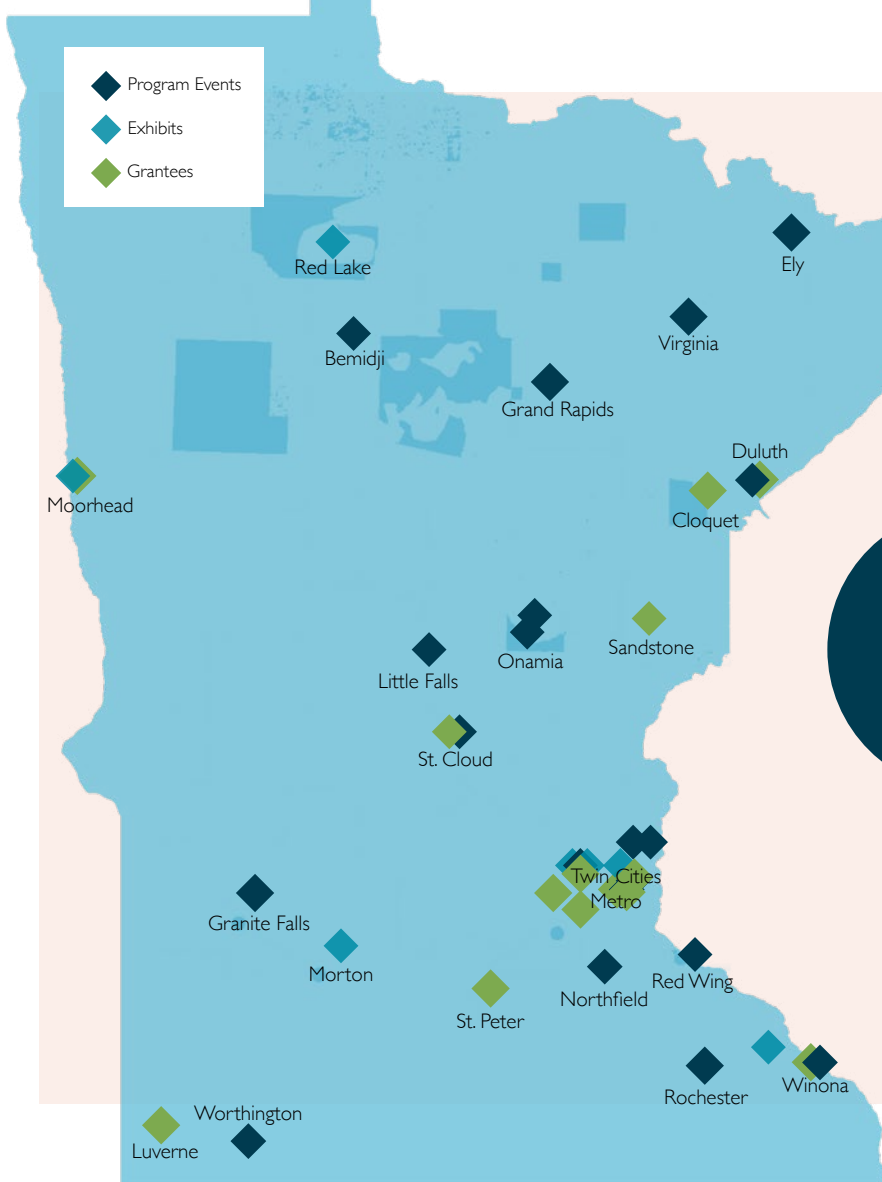 Program Events
Exhibits
Grantees
Red Lake
Ely
Virginia
Bemidji
Grand Rapids
Duluth
Moorhead
Cloquet
Sandstone
Onamia
Little Falls
St. Cloud
Twin Cities
Metro
Granite Falls
Morton
Red Wing
Northfield
St. Peter
Winona
Rochester
Worthington
Luverne